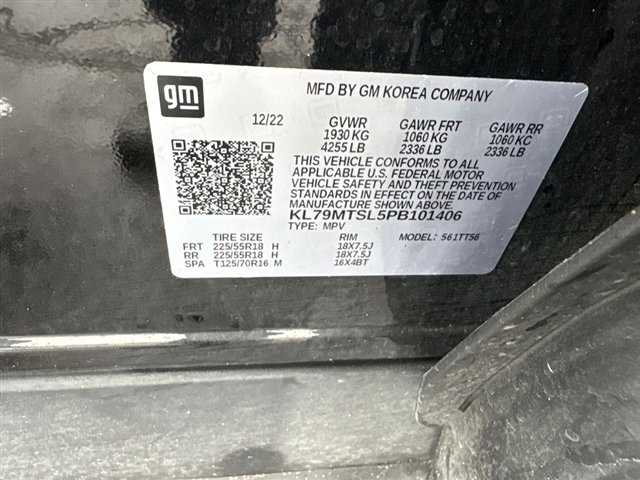 gm
MFD BY GM KOREA COMPANY
12/22 GVWR GAWR FRT GAWR RR
1930 KG 1060 KG 1060 KG
4255 LB 2336 LB 2336 LB
THIS VEHICLE CONFORMS TO ALL
APPLICABLE U.S. FEDERAL MOTOR
VEHICLE SAFETY AND THEFT PREVENTION
STANDARDS IN EFFECT ON THE DATE OF
MANUFACTURE SHOWN ABOVE.
KL79MTSL5PB101406
TYPE: MPV MODEL: 561TT56
TIRE SIZE RIM
FRT 225/55R18 H 18X7.5J
RR 225/55R18 H 18X7.5J
SPA T125/70R16 M 16X4BT